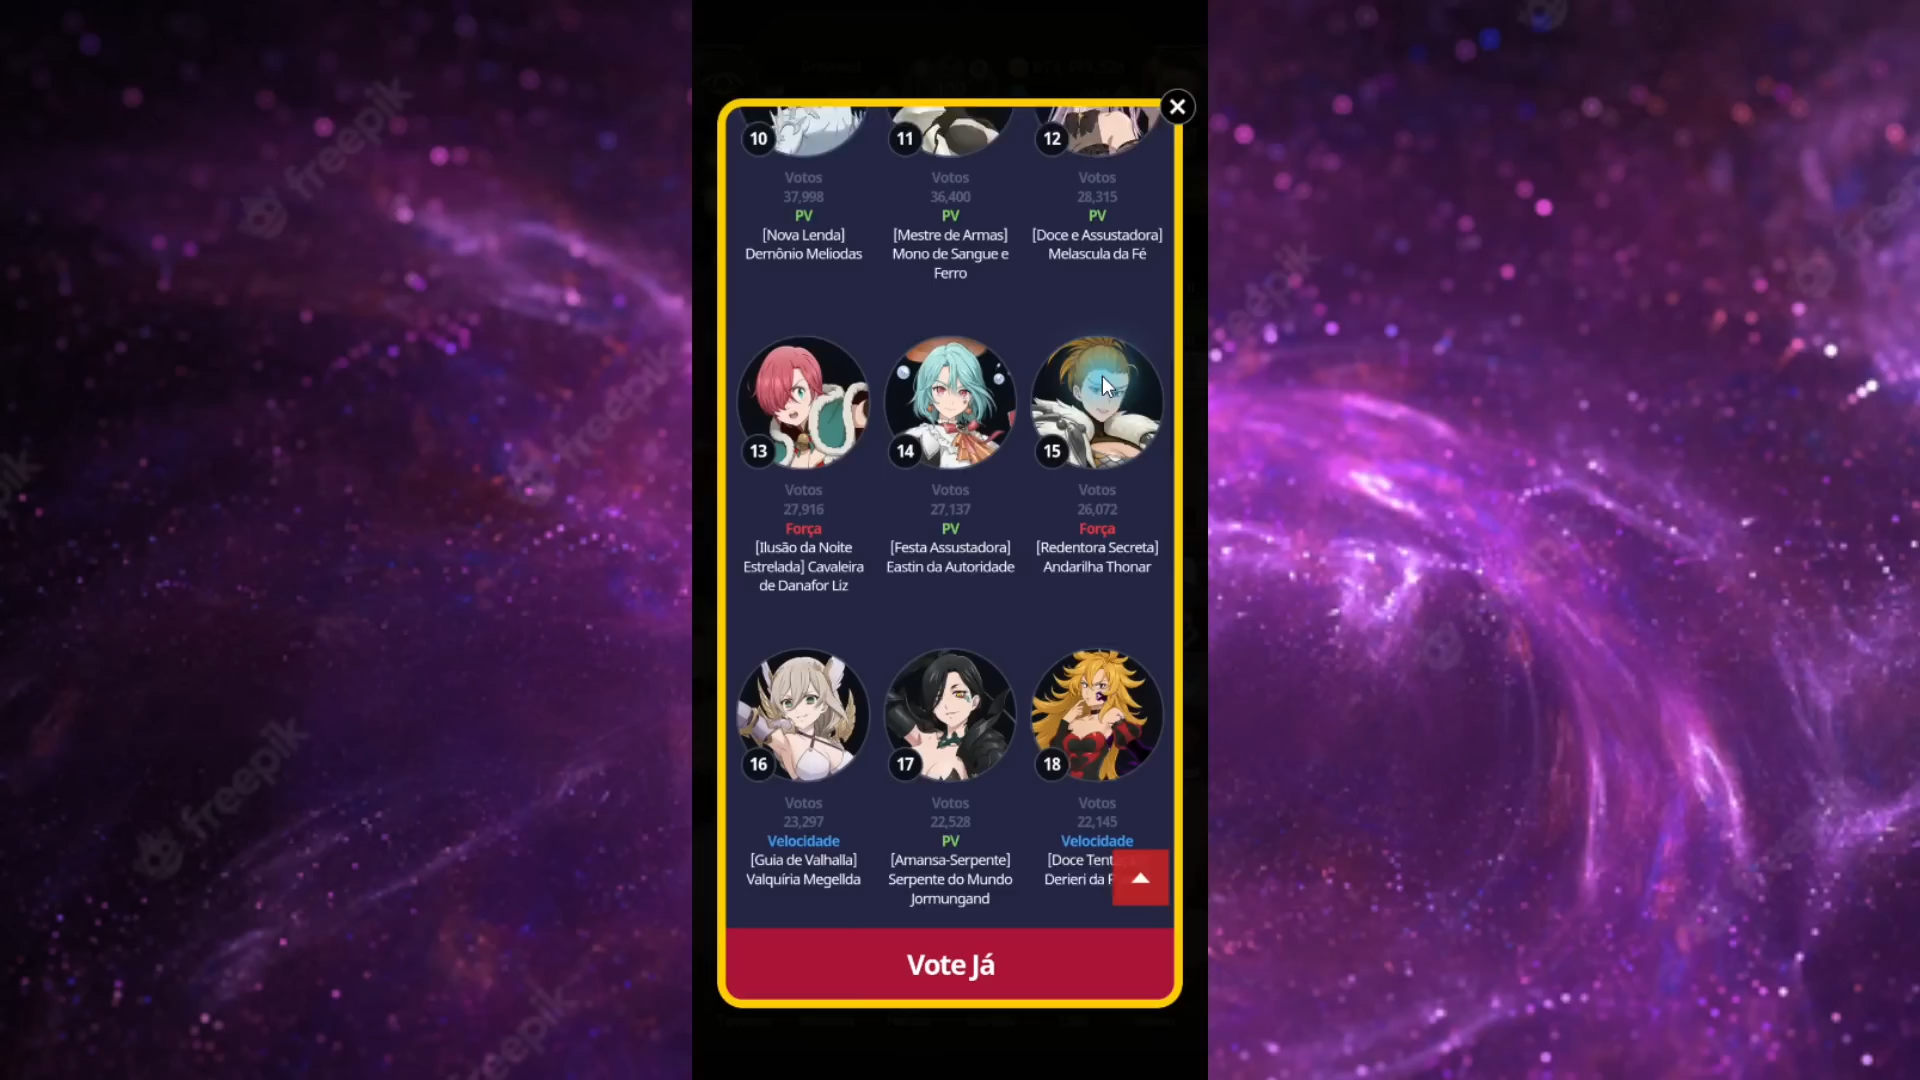 10
11
12
Votos
37,998
PV
[Nova Lenda]
Demônio Meliodas
Votos
36,400
PV
[Mestre de Armas]
Mono de Sangue e
Ferro
Votos
28,315
PV
[Doce e Assustadora]
Melascula da Fé
13
14
15
Votos
27,916
Força
[Ilusão da Noite
Estrelada] Cavaleira
de Danafor Liz
Votos
27,137
PV
[Festa Assustadora]
Eastin da Autoridade
Votos
26,072
Força
[Redentora Secreta]
Andarilha Thonar
16
17
18
Votos
23,297
Velocidade
[Guia de Valhalla]
Valquíria Megellda
Votos
22,528
PV
[Amansa-Serpente]
Serpente do Mundo
Jormungand
Votos
22,145
Velocidade
[Doce
Derieri da
Vote Já
freepik
freepik
freepik
freepik